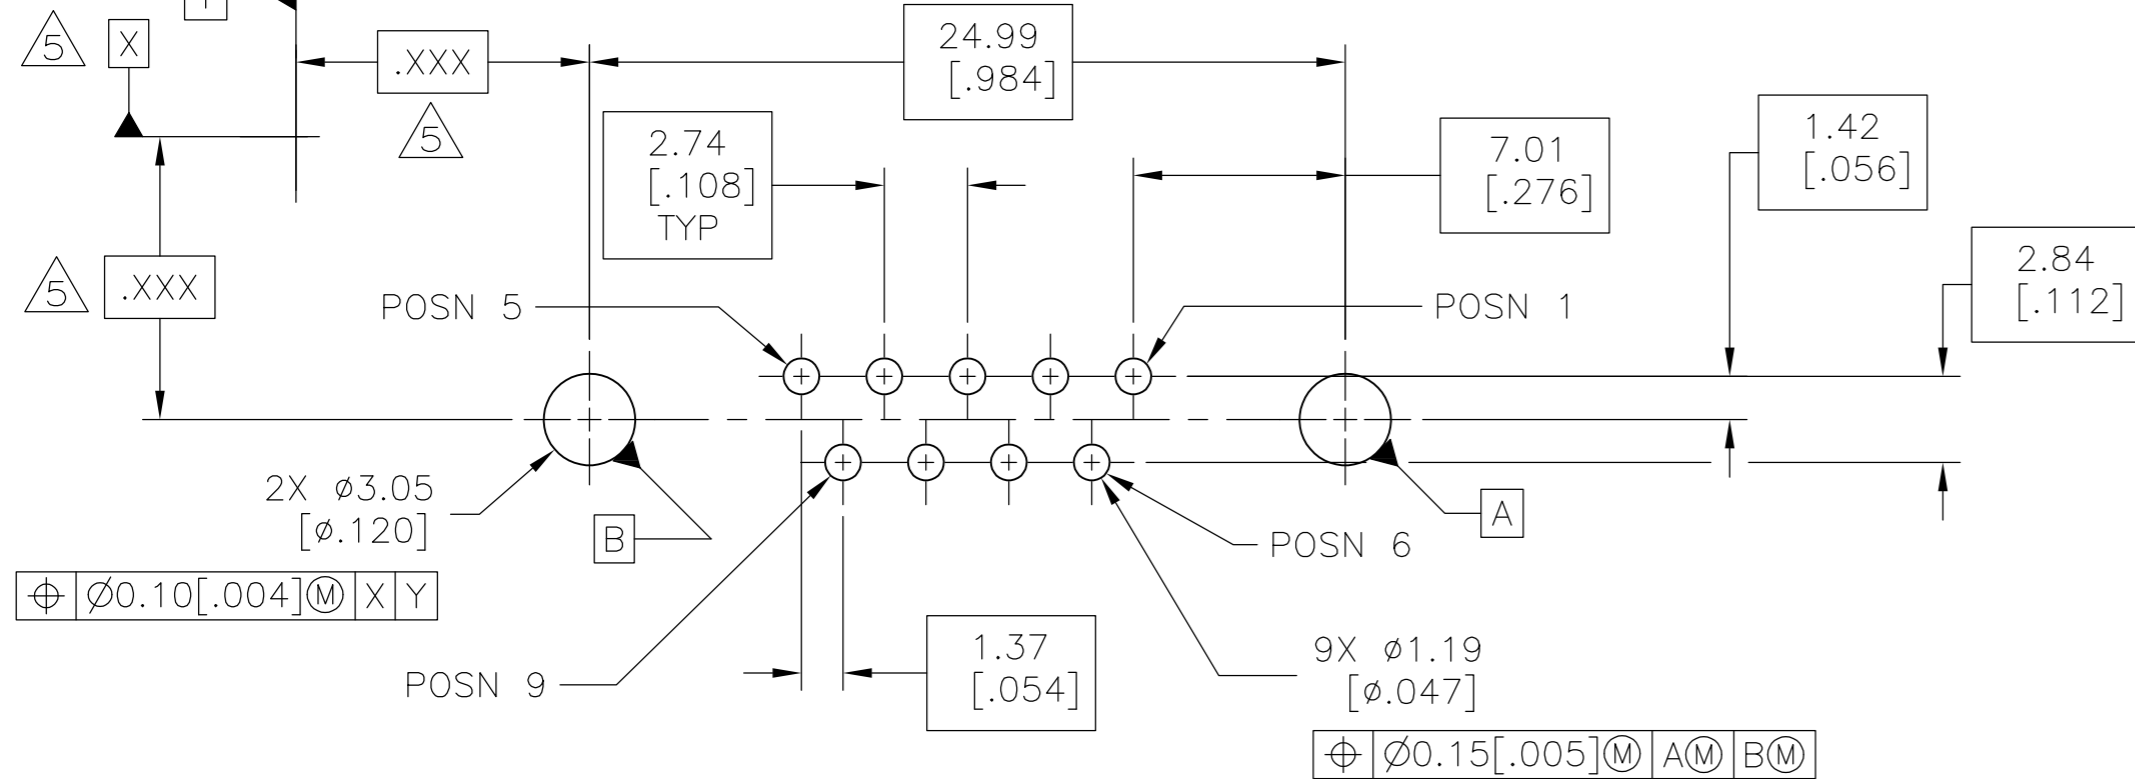 5
X
.XXX
5
24.99
[.984]
2.74
[.108]
TYP
7.01
[.276]
1.42
[.056]
2.84
[.112]
5
.XXX
POSN 5
POSN 1
2X ⌀3.05
[⌀.120]
B
A
POSN 6
⌖ ⌀0.10[.004]Ⓜ X Y
POSN 9
1.37
[.054]
9X ⌀1.19
[⌀.047]
⌖ ⌀0.15[.005]Ⓜ AⓂ BⓂ